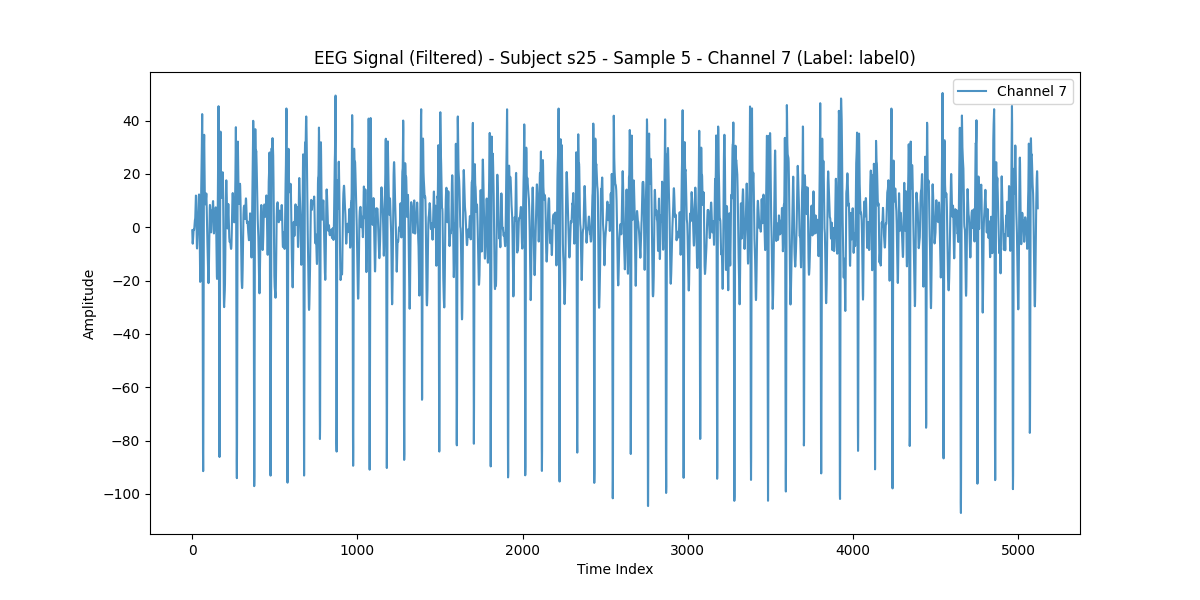 EEG Signal (Filtered) - Subject s25 - Sample 5 - Channel 7 (Label: label0)
Channel 7
40
20
0
−20
−40
−60
−80
−100
Amplitude
0 1000 2000 3000 4000 5000
Time Index